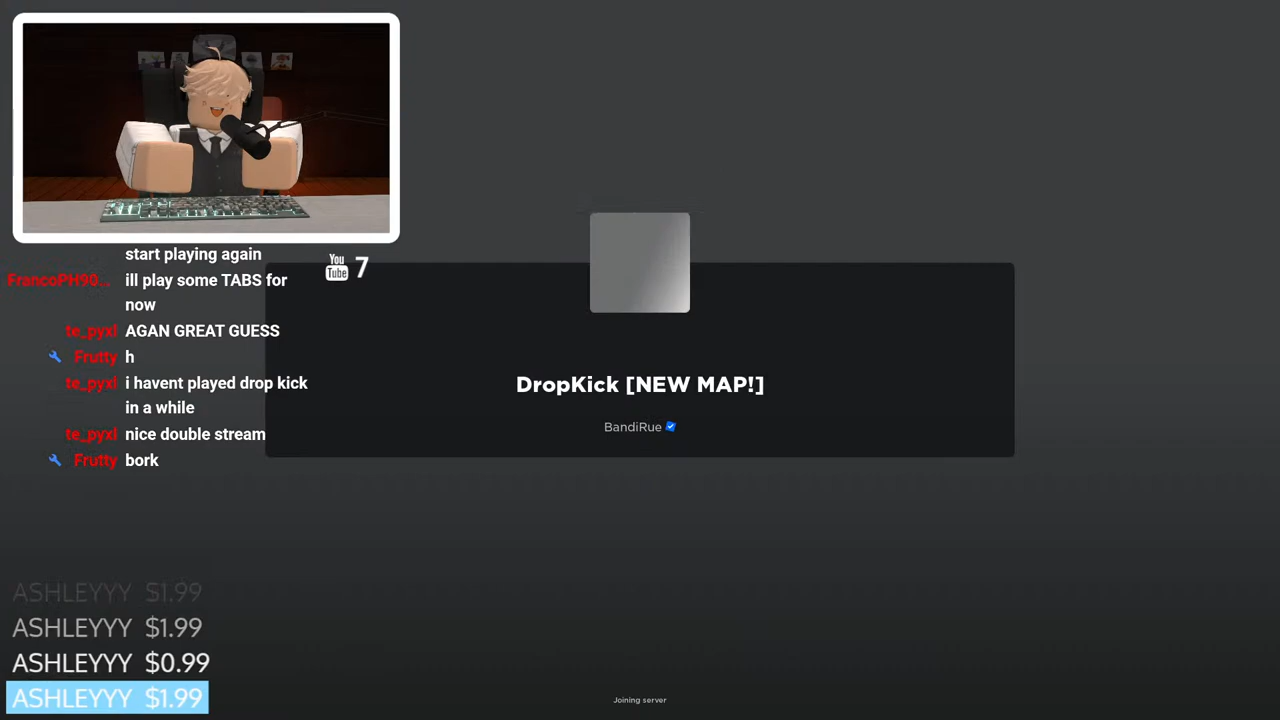 start playing again
FrancoPH90... ill play some TABS for
now
te_pyxl AGAN GREAT GUESS
Frutty h
te_pyxl i havent played drop kick
in a while
te_pyxl nice double stream
Frutty bork
You
Tube 7
DropKick [NEW MAP!]
BandiRue
ASHLEYYY $1.99
ASHLEYYY $1.99
ASHLEYYY $0.99
ASHLEYYY $1.99
Joining server